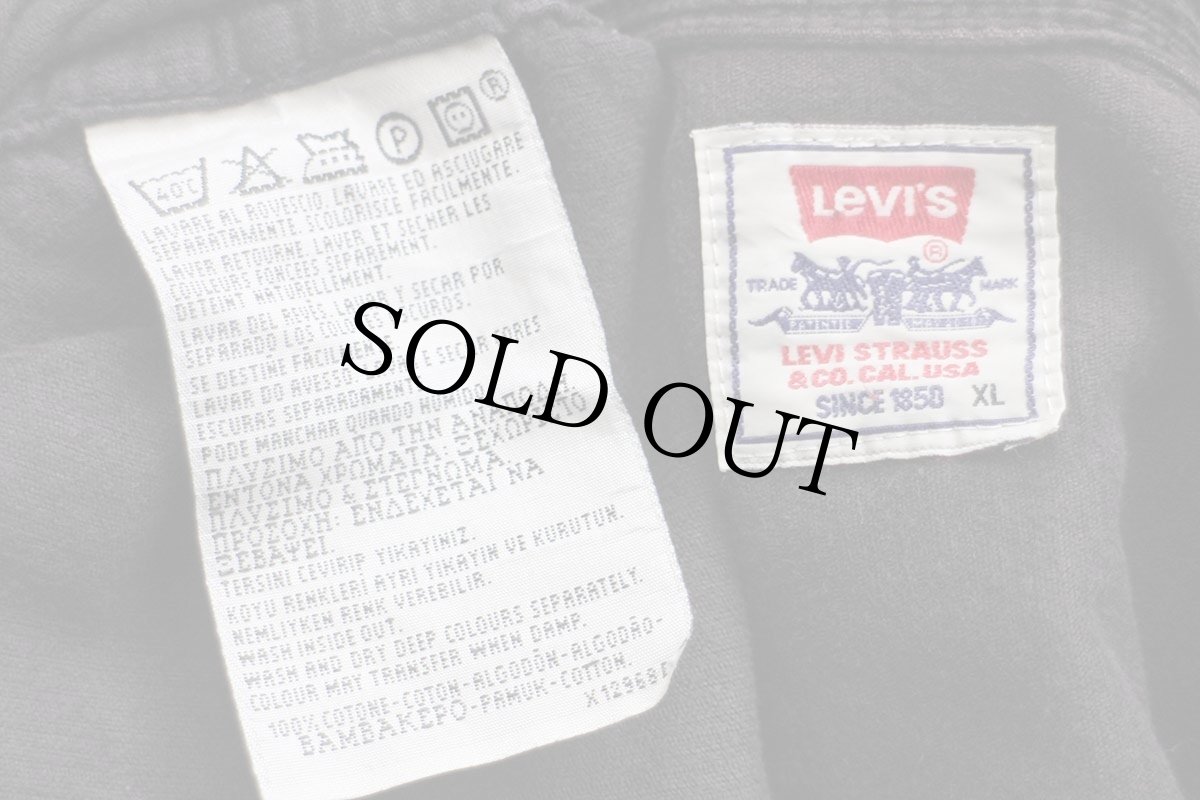 40°C
P
®
LAVARE AL ROVESCIO. LAVARE ED ASCIUGARE
SEPARATAMENTE SCOLORISCE FACILMENTE.
LAVER RETOURNE LAVER ET SECHER LES
COULEURS FONCEES SEPAREMENT.
DETEINT NATURELLEMENT.
LAVAR DEL REVES LAVAR Y SECAR POR
SEPARADO LOS COLORES OSCUROS.
SE DESTINE
LAVAR DO AVESSO E SECAR CORES
ESCURAS SEPARADAMENTE
PODE MANCHAR QUANDO
ΠΛΥΣΙΜΟ ΑΠΟ ΤΗΝ ΑΝΑΠΟΔΗ
ΕΝΤΟΝΑ ΧΡΩΜΑΤΑ: ΞΕΧΩΡΙΣΤΟ
ΠΛΥΣΙΜΟ & ΣΤΕΓΝΩΜΑ.
ΠΡΟΣΟΧΗ: ΕΝΔΕΧΕΤΑΙ ΝΑ
ΞΕΒΑΨΕΙ.
TERSINI CEVIRIP YIKAYINIZ.
KOYU RENKLERI AYRI YIKAYIN VE KURUTUN.
NEMLIYKEN RENK VEREBILIR.
WASH INSIDE OUT.
WASH AND DRY DEEP COLOURS SEPARATELY.
COLOUR MAY TRANSFER WHEN DAMP.
100% COTONE-COTON-ALGODÓN-ALGODÃO-
BAMBAKEPO-PAMUK-COTTON.
X12968
LEVI'S
®
TRADE MARK
LEVI STRAUSS
& CO. CAL. USA
SINCE 1850 XL
SOLD OUT